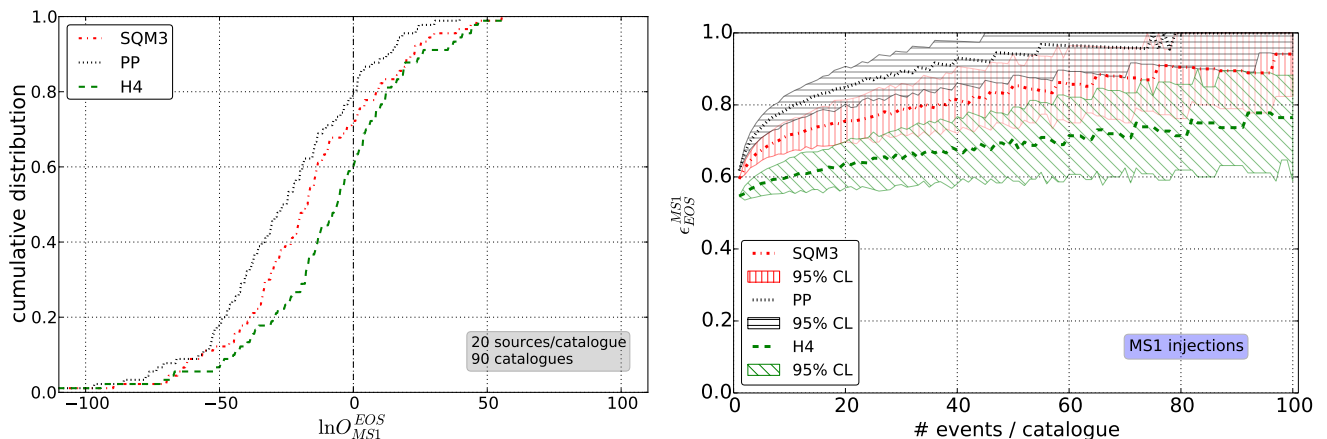 cumulative distribution
1.0
0.8
0.6
0.4
0.2
0.0
SQM3
PP
H4
20 sources/catalogue
90 catalogues
−100
−50
0
50
100
lnO^{EOS}_{MS1}
ϵ^{MS1}_{EOS}
1.0
0.8
0.6
0.4
0.2
0.0
SQM3
95% CL
PP
95% CL
H4
95% CL
MS1 injections
0
20
40
60
80
100
# events / catalogue